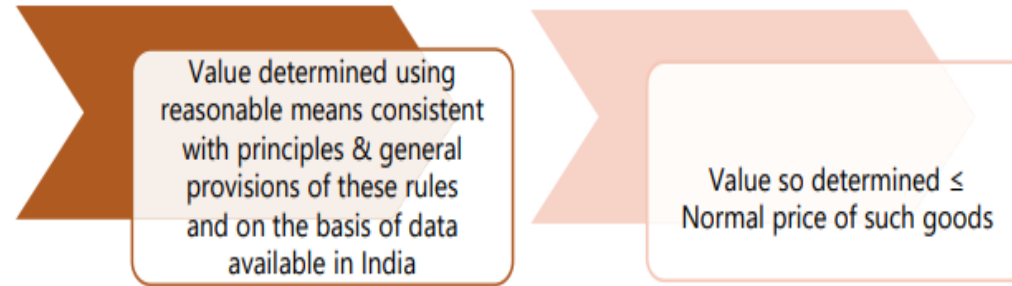 Value determined using
reasonable means consistent
with principles & general
provisions of these rules
and on the basis of data
available in India
Value so determined ≤
Normal price of such goods